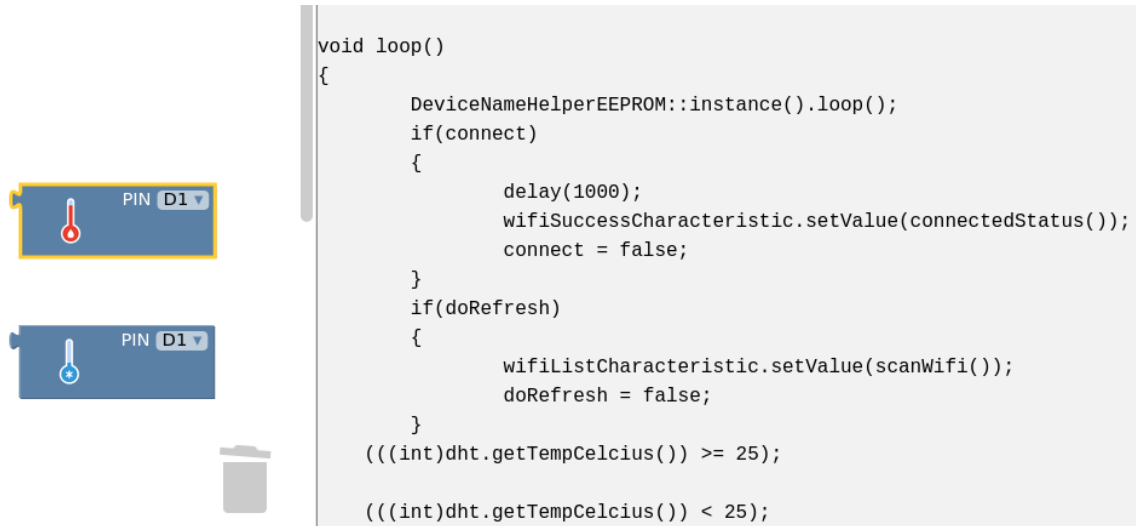 PIN D1
PIN D1
void loop()
{
DeviceNameHelperEEPROM::instance().loop();
if(connect)
{
delay(1000);
wifiSuccessCharacteristic.setValue(connectedStatus());
connect = false;
}
if(doRefresh)
{
wifiListCharacteristic.setValue(scanWifi());
doRefresh = false;
}
(((int)dht.getTempCelcius()) >= 25);
(((int)dht.getTempCelcius()) < 25);